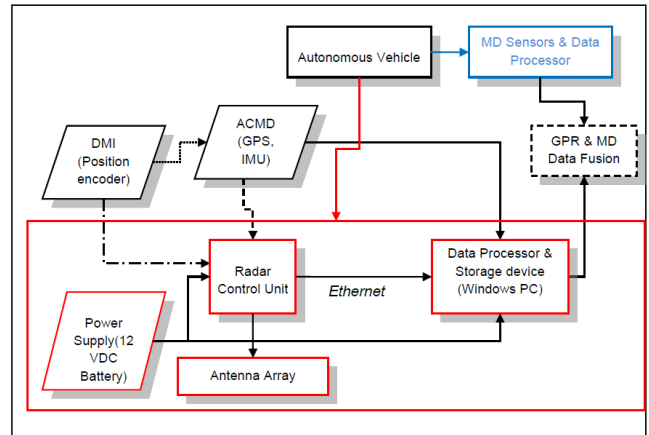 Autonomous Vehicle
MD Sensors & Data
Processor
DMI
(Position
encoder)
ACMD
(GPS,
IMU)
GPR & MD
Data Fusion
Radar
Control Unit
Ethernet
Data Processor &
Storage device
(Windows PC)
Power
Supply(12
VDC
Battery)
Antenna Array